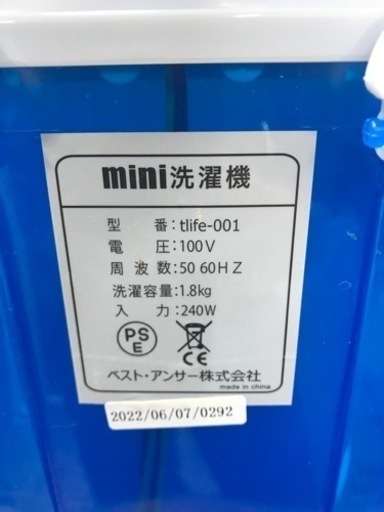 mini洗濯機
型 番:tlife-001
電 圧:100V
周 波 数:50 60H Z
洗濯容量:1.8kg
入 力:240W
PS
E
CE
ベスト・アンサー株式会社
made in china
2022/06/07/0292